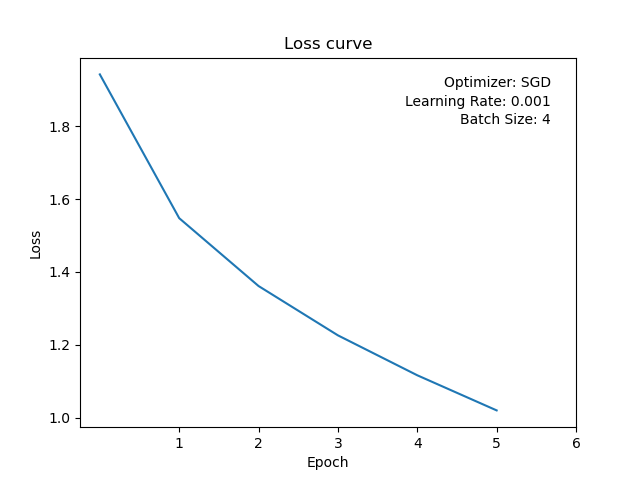 Loss curve
Optimizer: SGD
Learning Rate: 0.001
Batch Size: 4
Loss
1.8
1.6
1.4
1.2
1.0
1 2 3 4 5 6
Epoch